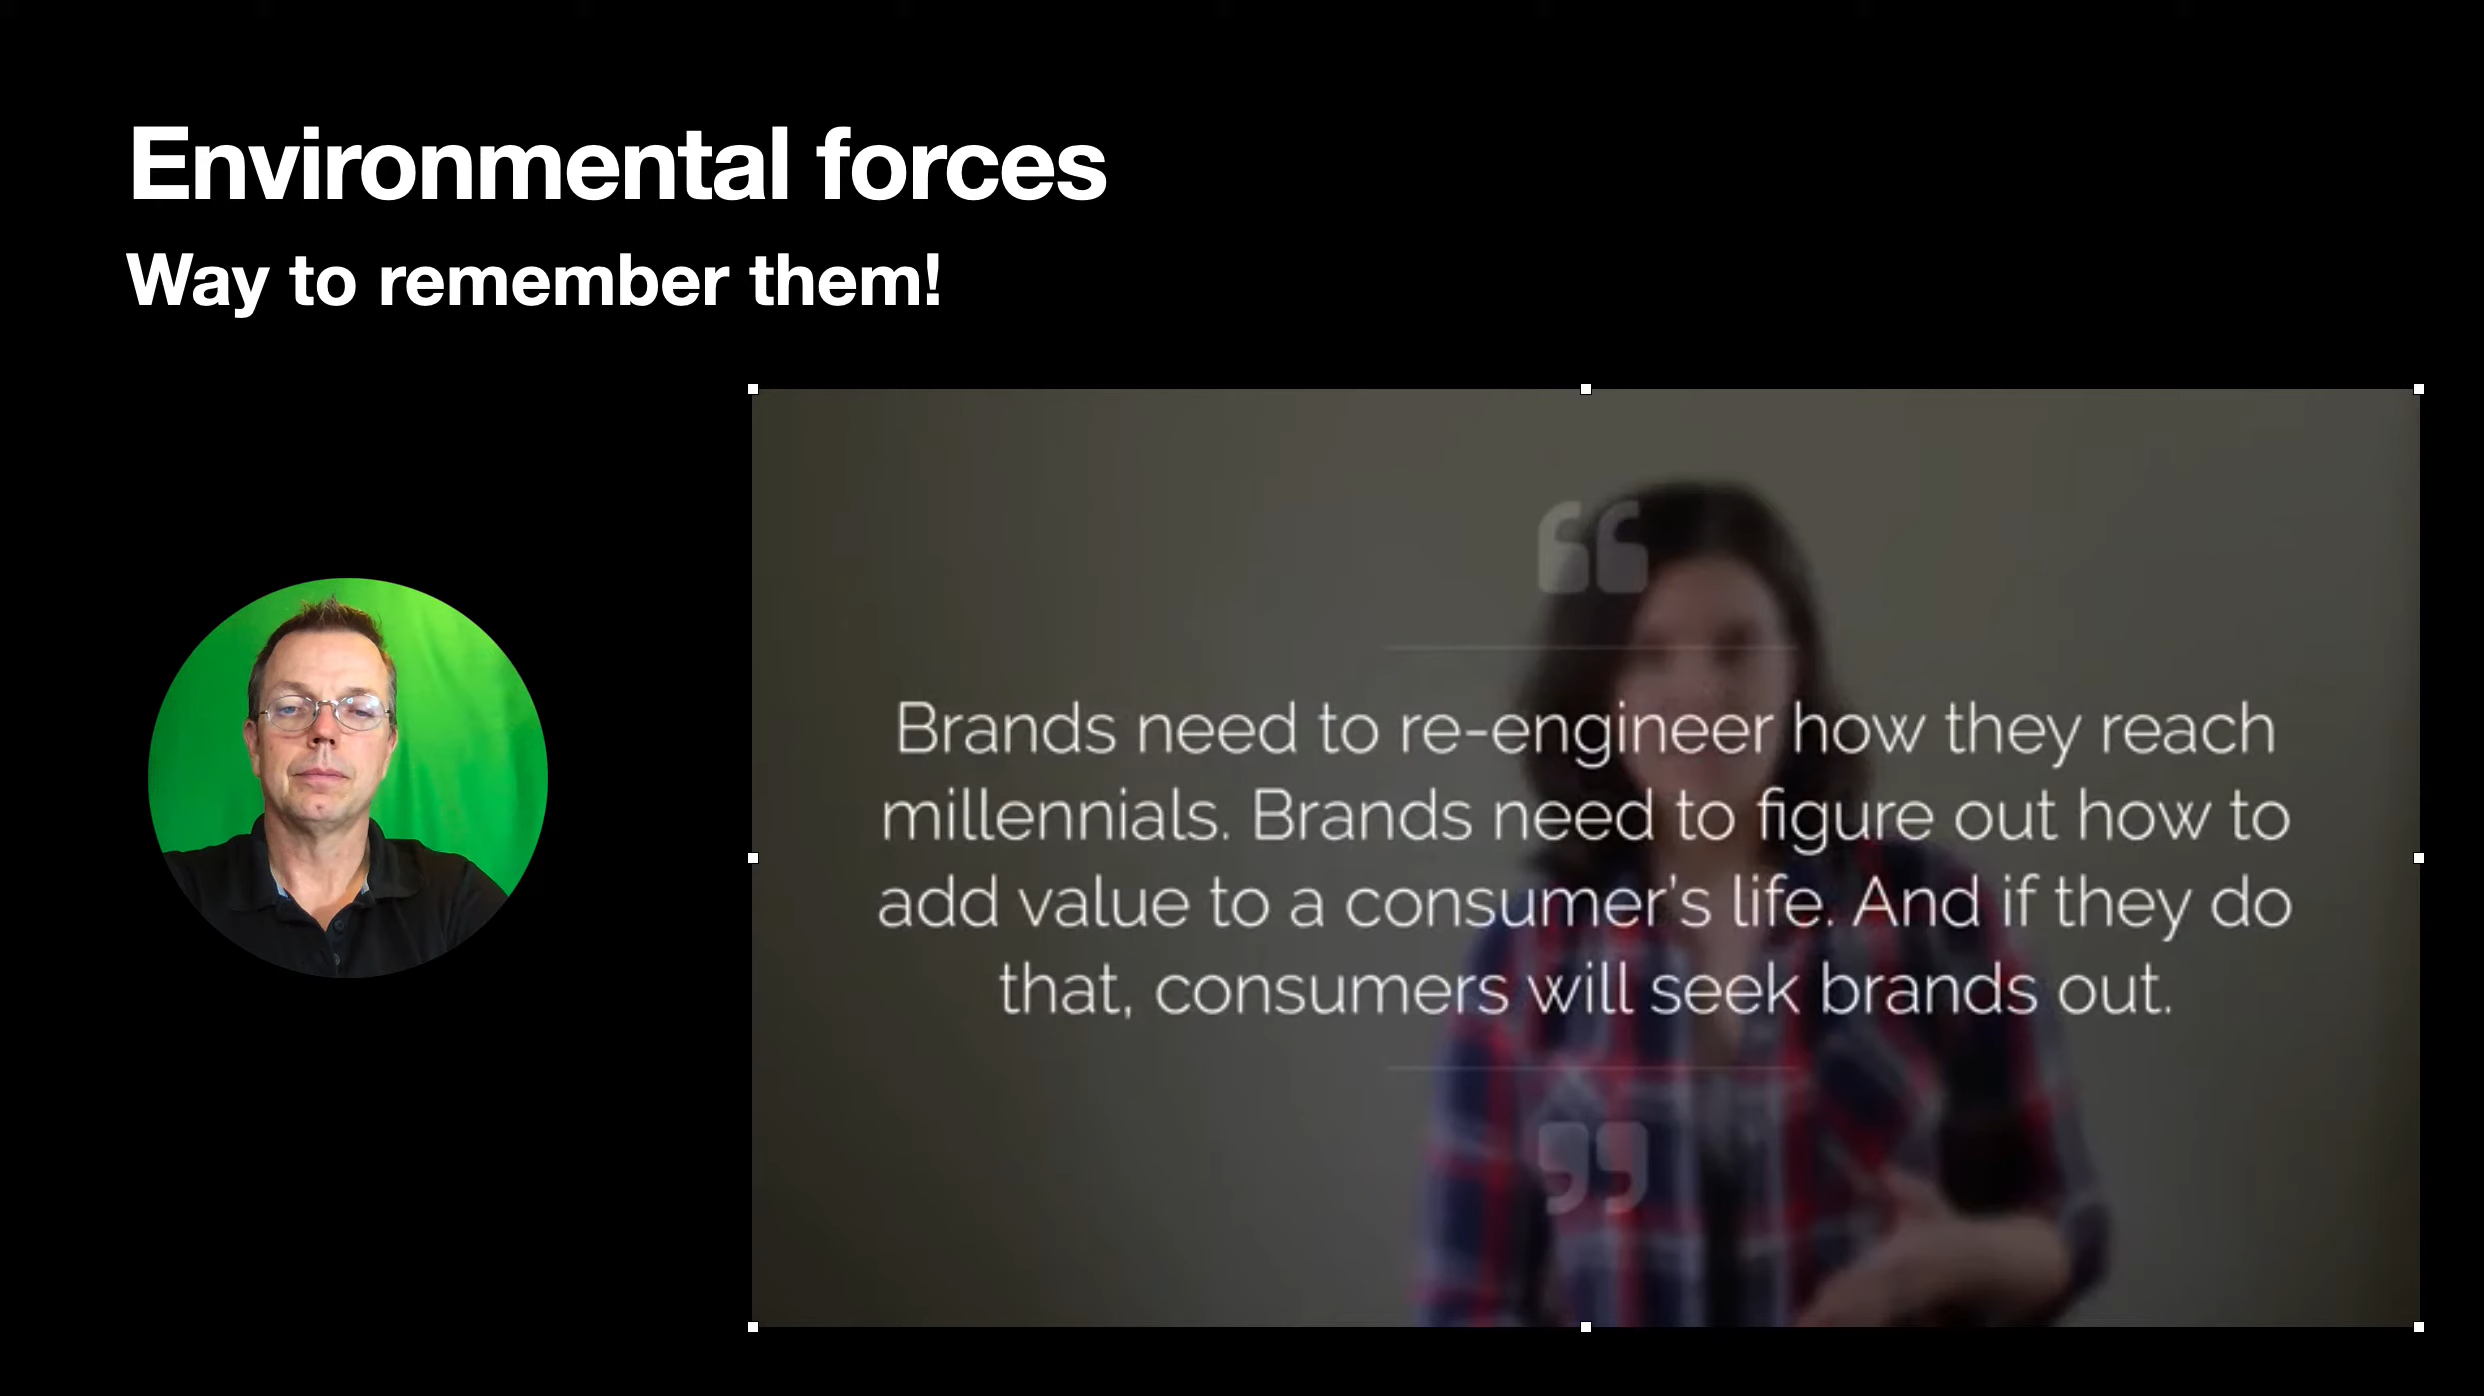 Environmental forces
Way to remember them!
“
Brands need to re-engineer how they reach
millennials. Brands need to figure out how to
add value to a consumer’s life. And if they do
that, consumers will seek brands out.
”